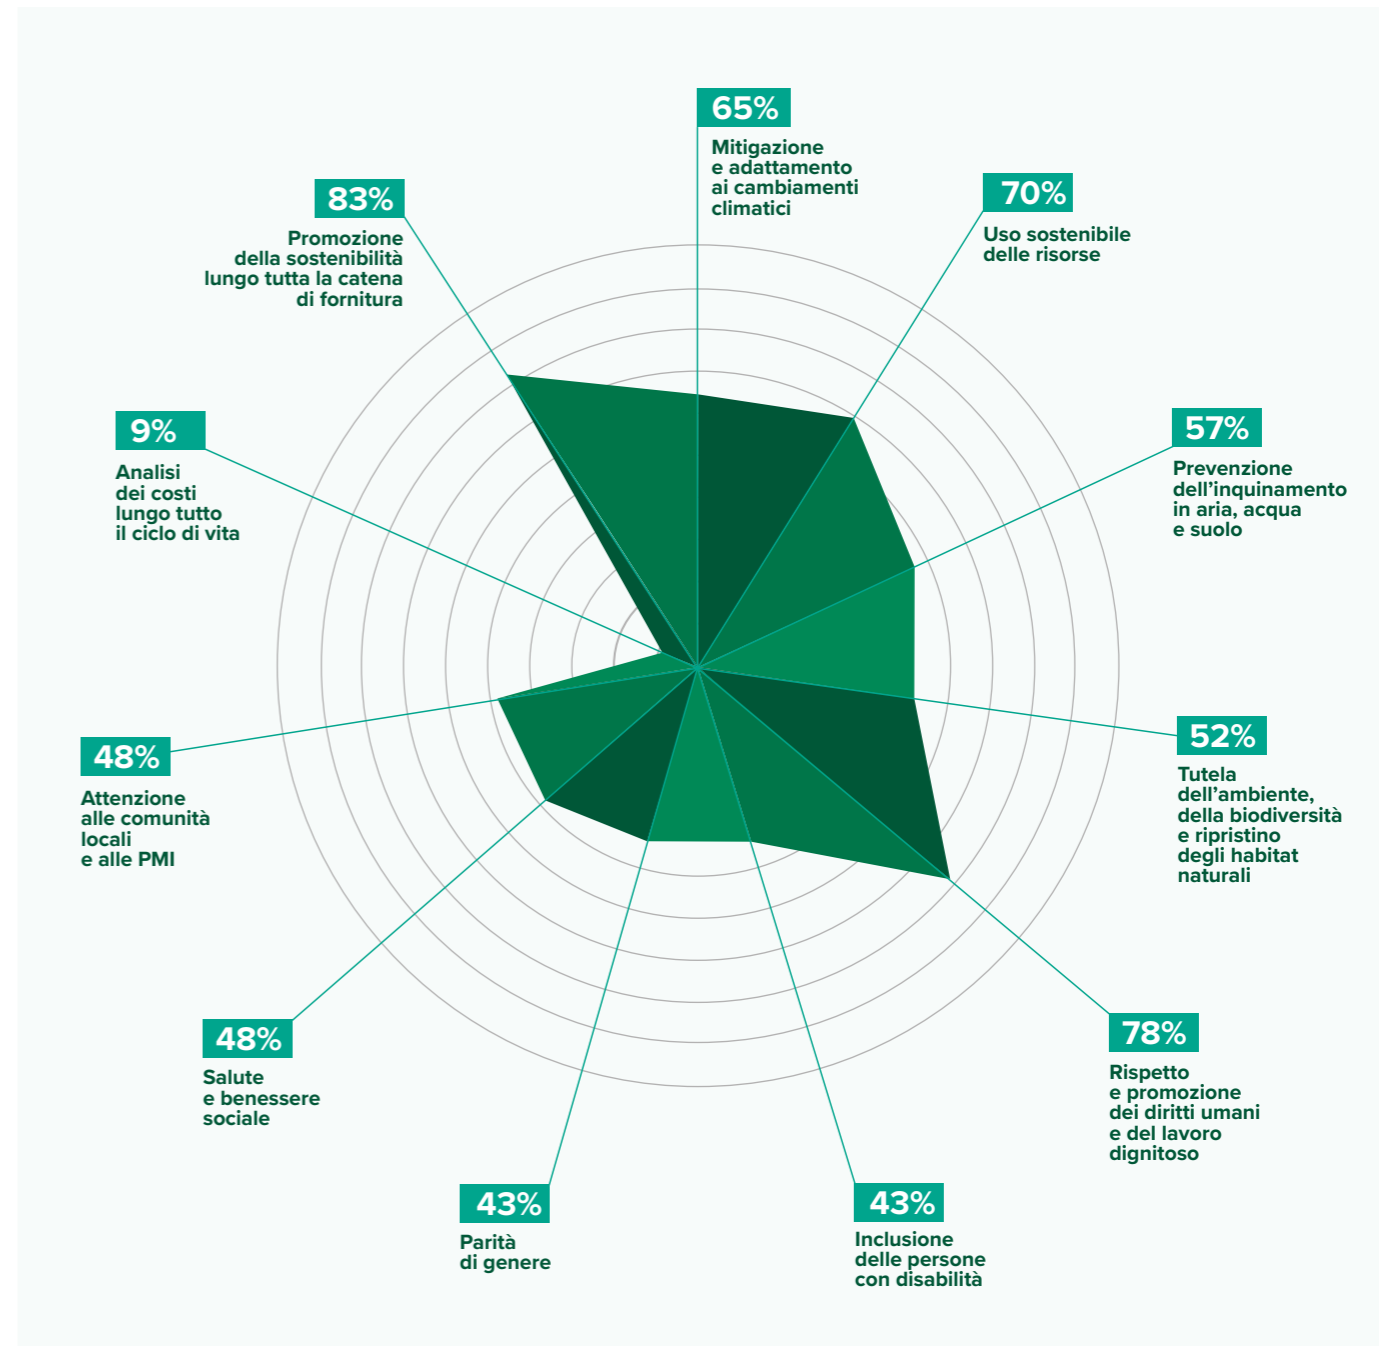 65%
Mitigazione
e adattamento
ai cambiamenti
climatici
70%
Uso sostenibile
delle risorse
57%
Prevenzione
dell’inquinamento
in aria, acqua
e suolo
52%
Tutela
dell’ambiente,
della biodiversità
e ripristino
degli habitat
naturali
78%
Rispetto
e promozione
dei diritti umani
e del lavoro
dignitoso
43%
Inclusione
delle persone
con disabilità
43%
Parità
di genere
48%
Salute
e benessere
sociale
48%
Attenzione
alle comunità
locali
e alle PMI
9%
Analisi
dei costi
lungo tutto
il ciclo di vita
83%
Promozione
della sostenibilità
lungo tutta la catena
di fornitura